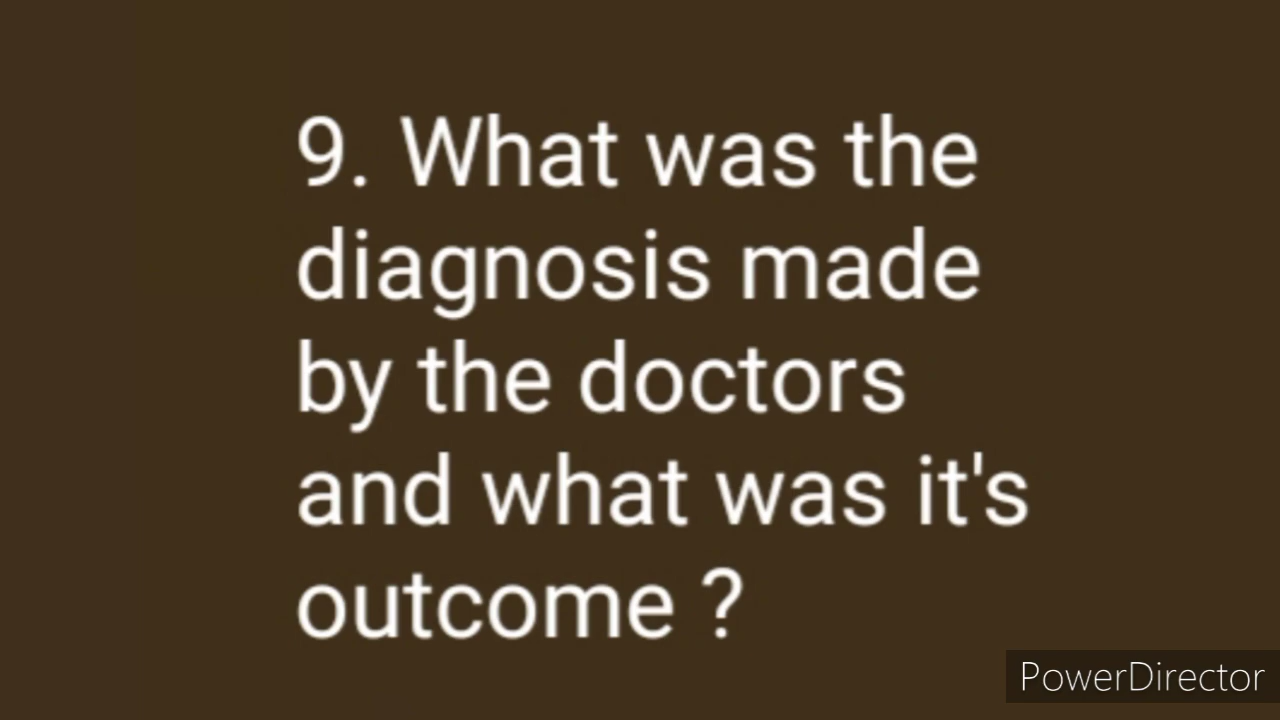 9. What was the
diagnosis made
by the doctors
and what was it's
outcome ?
PowerDirector